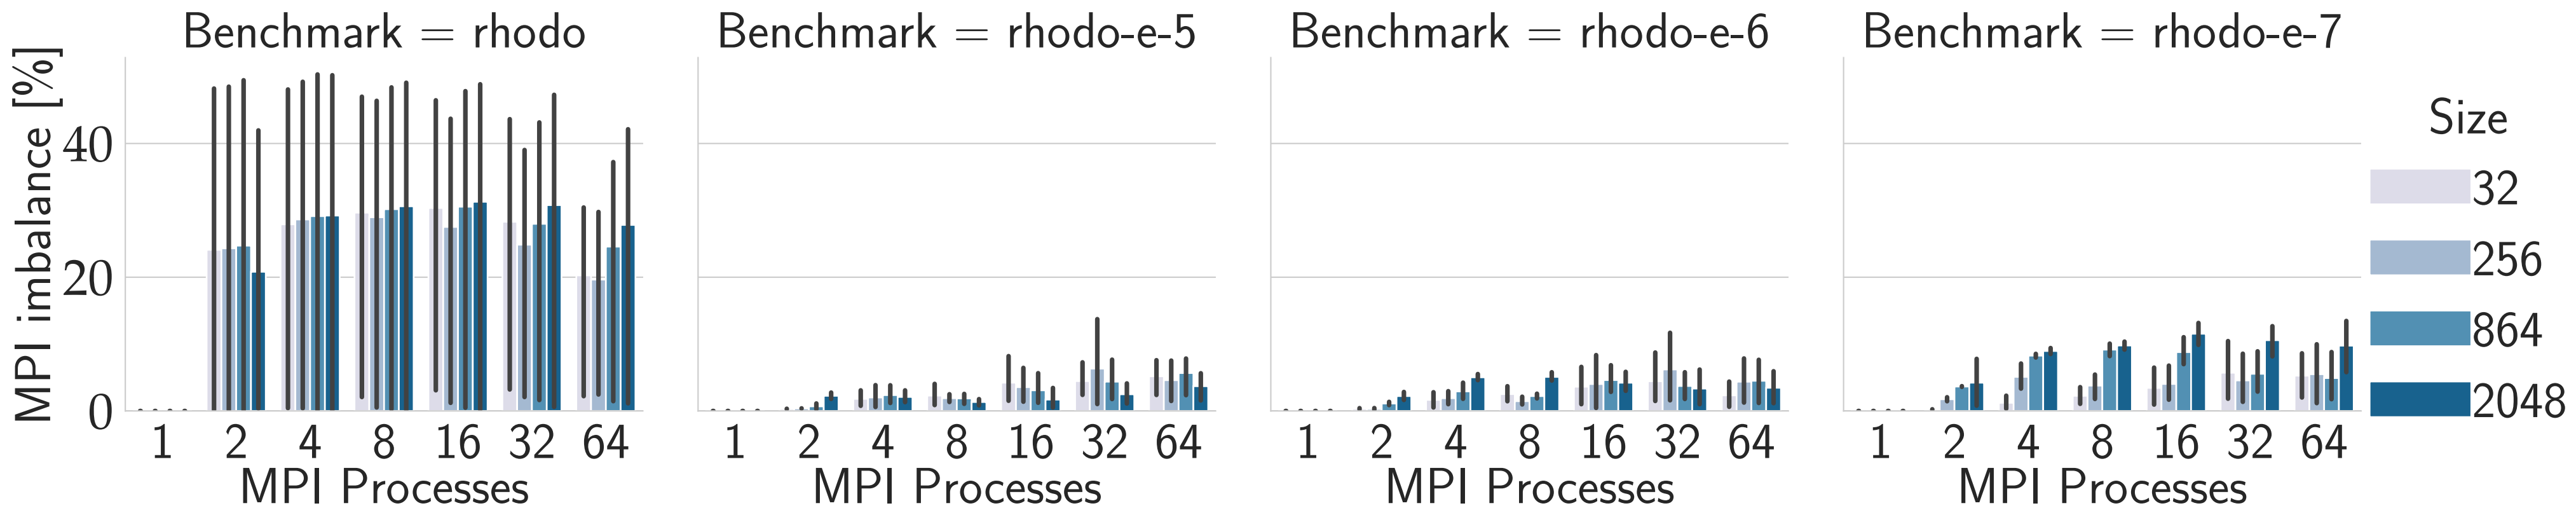 Benchmark = rhodo
Benchmark = rhodo-e-5
Benchmark = rhodo-e-6
Benchmark = rhodo-e-7
MPI imbalance [%]
40
20
0
1 2 4 8 16 32 64
1 2 4 8 16 32 64
1 2 4 8 16 32 64
1 2 4 8 16 32 64
MPI Processes
MPI Processes
MPI Processes
MPI Processes
Size
32
256
864
2048